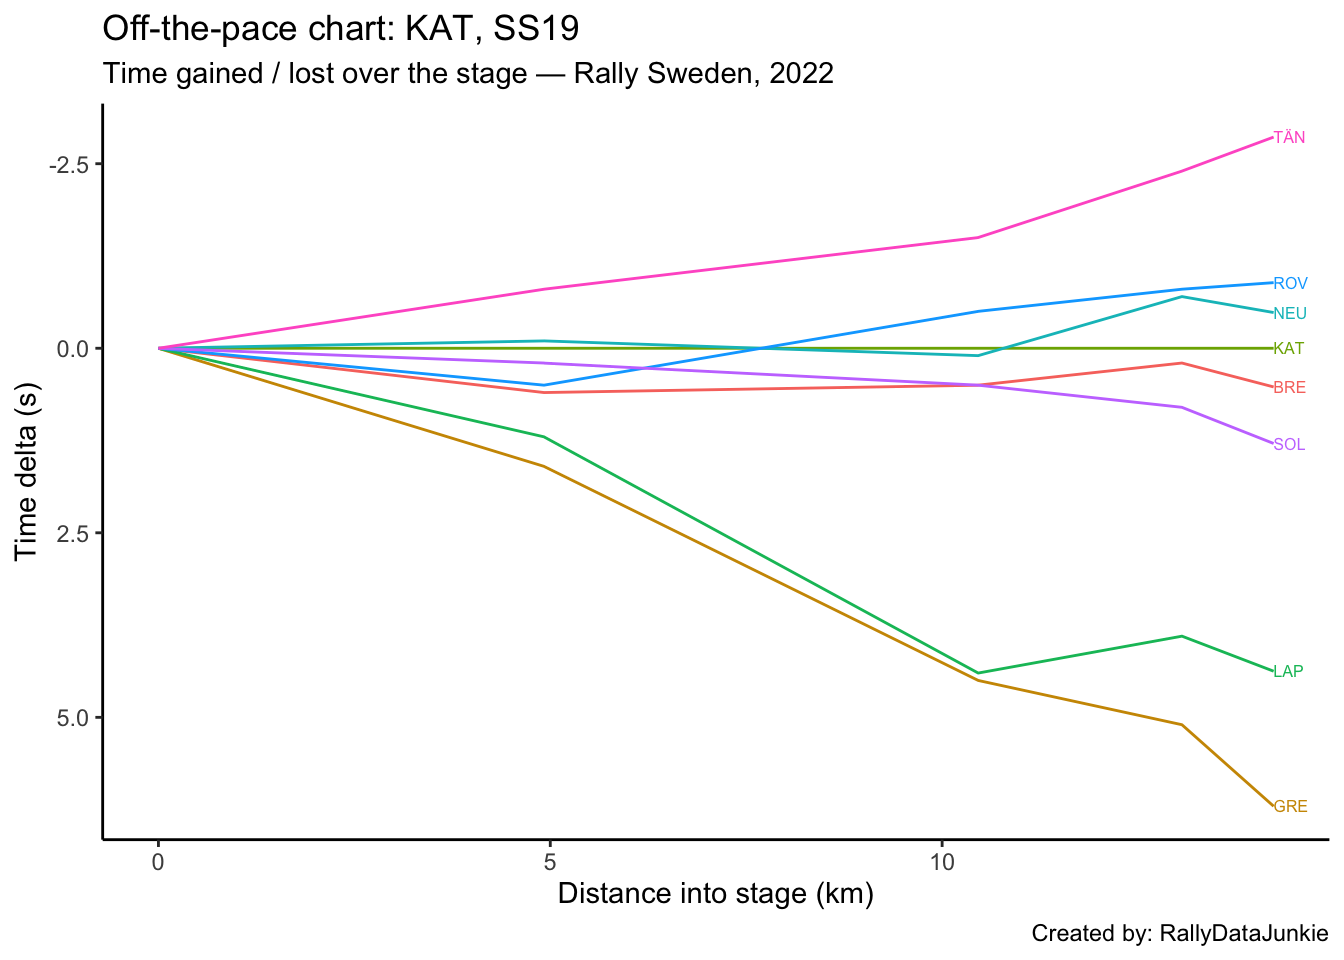 Off-the-pace chart: KAT, SS19
Time gained / lost over the stage — Rally Sweden, 2022
Time delta (s)
-2.5
0.0
2.5
5.0
TÄN
ROV
NEU
KAT
BRE
SOL
LAP
GRE
0 5 10
Distance into stage (km)
Created by: RallyDataJunkie